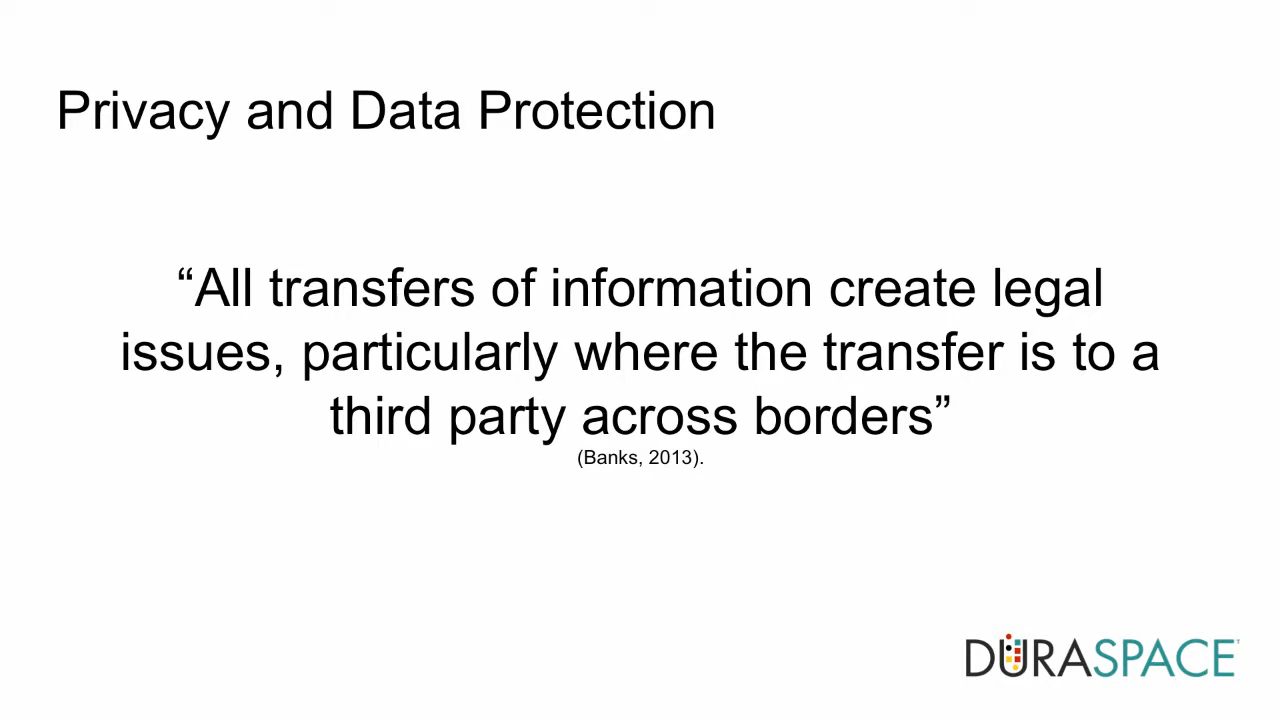 Privacy and Data Protection
“All transfers of information create legal
issues, particularly where the transfer is to a
third party across borders”
(Banks, 2013).
DURASPACE